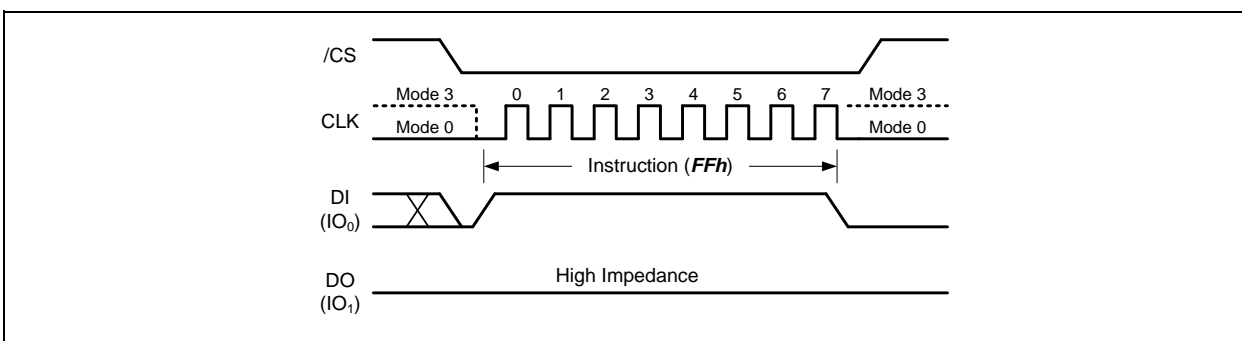 /CS
Mode 3 0 1 2 3 4 5 6 7 Mode 3
CLK
Mode 0 Mode 0
Instruction (FFh)
DI
(IO₀)
High Impedance
DO
(IO₁)